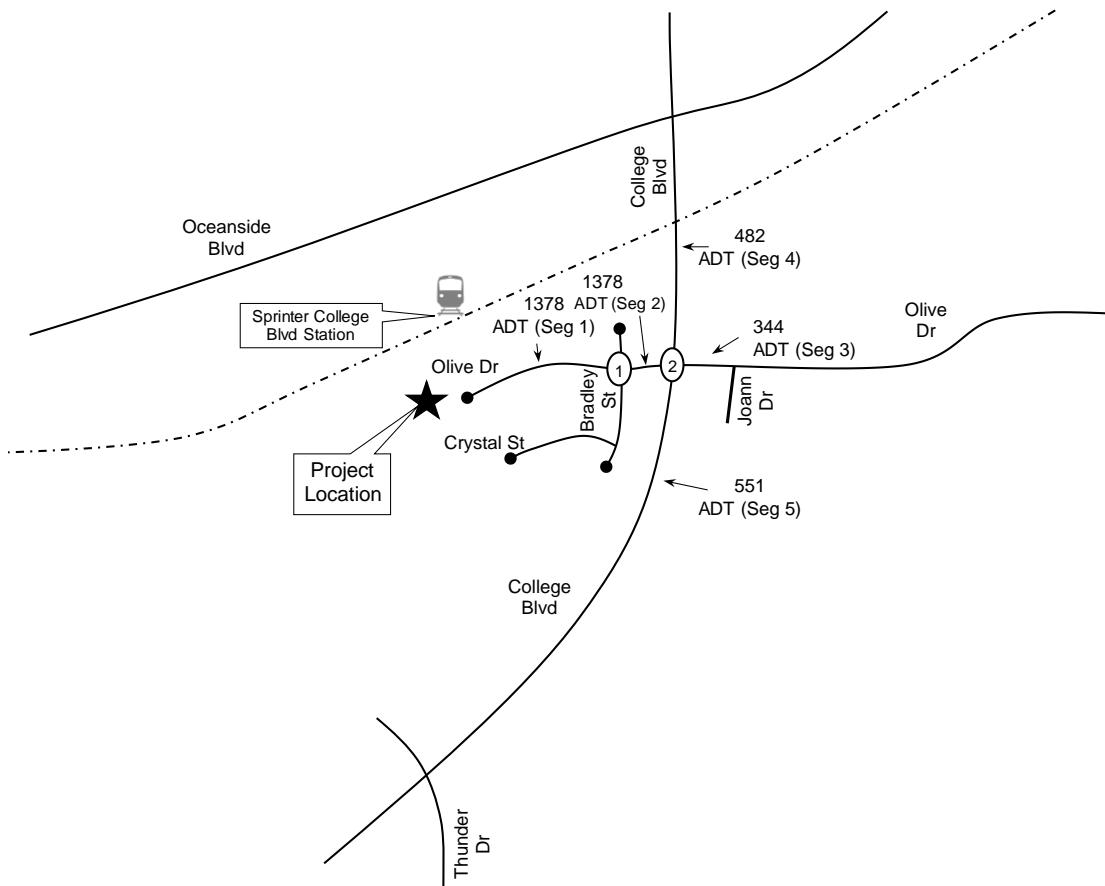 College
Blvd
Oceanside
Blvd
482
ADT (Seg 4)
Sprinter College
Blvd Station
1378
ADT (Seg 1)
1378
ADT (Seg 2)
344
ADT (Seg 3)
Olive
Dr
Olive Dr
1
2
Bradley
St
Joann
Dr
Crystal St
Project
Location
551
ADT (Seg 5)
College
Blvd
Thunder
Dr